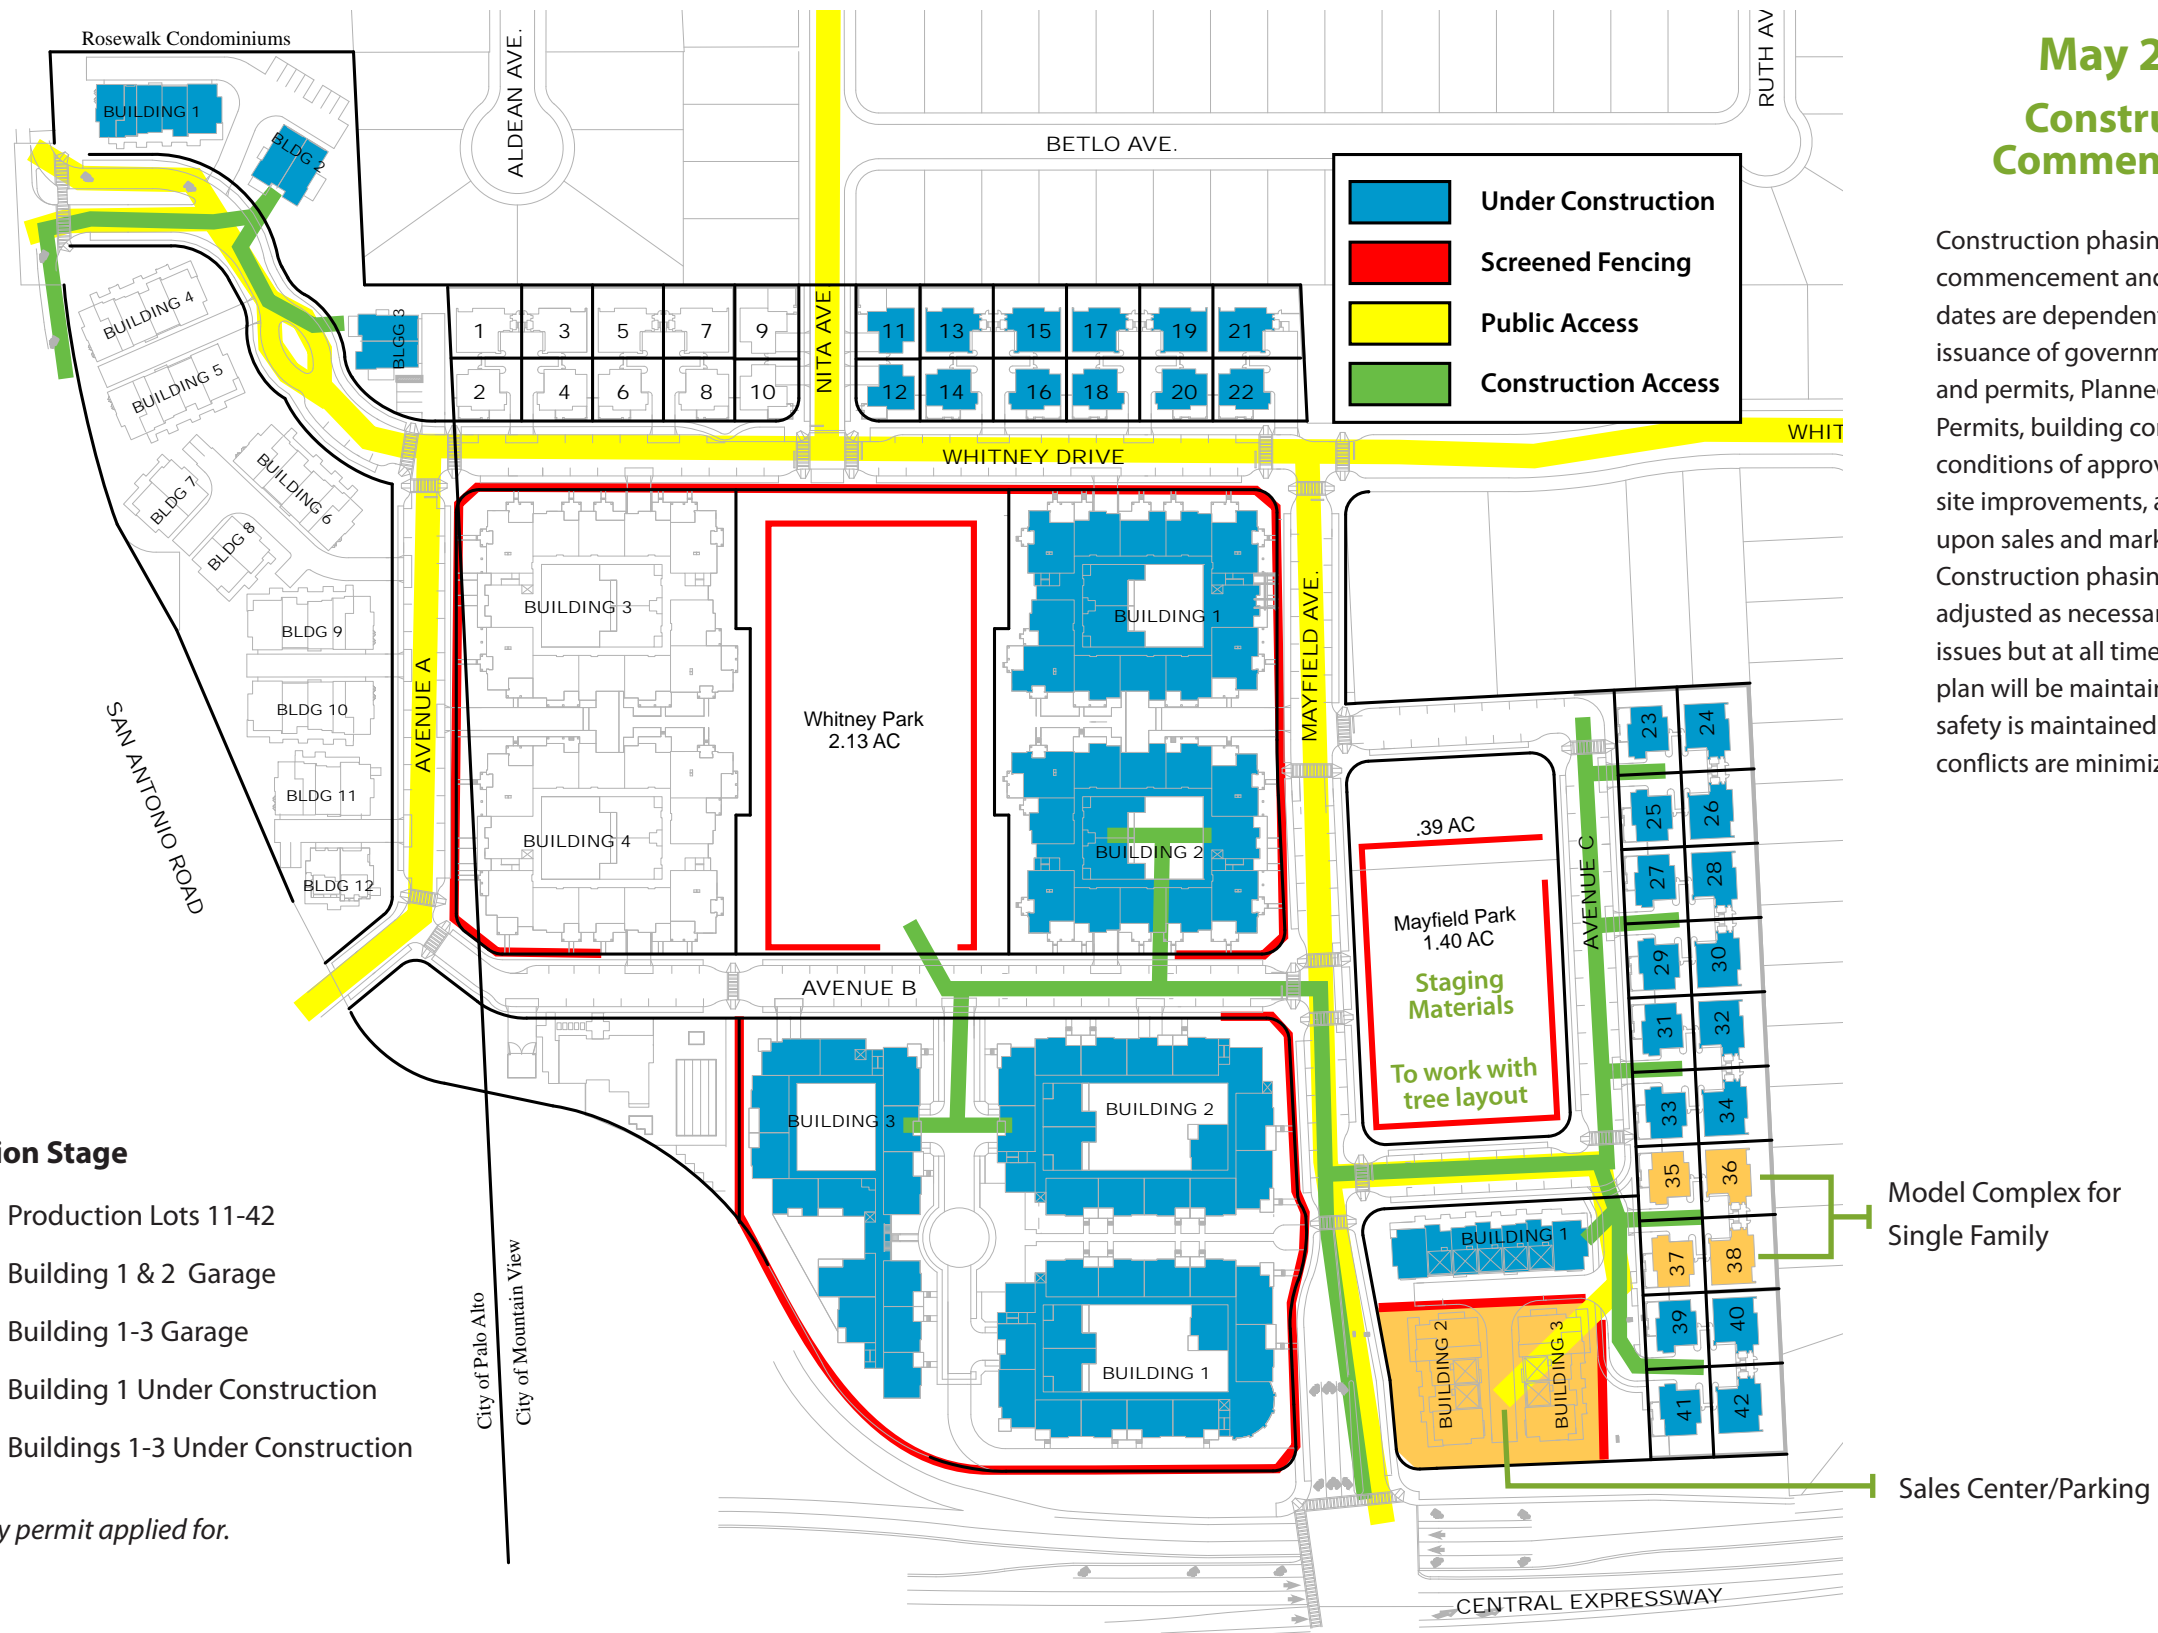 Rosewalk Condominiums
BUILDING 1
BLDG 2
BLGG 3
BUILDING 4
BUILDING 5
BUILDING 6
BLDG 7
BLDG 8
BLDG 9
BLDG 10
BLDG 11
BLDG 12
SAN ANTONIO ROAD
AVENUE A
ALDEAN AVE.
NITA AVE
BETLO AVE.
RUTH AV
1 3 5 7 9
2 4 6 8 10
11 13 15 17 19 21
12 14 16 18 20 22
WHITNEY DRIVE
WHIT
Under Construction
Screened Fencing
Public Access
Construction Access
BUILDING 3
BUILDING 4
Whitney Park
2.13 AC
BUILDING 1
BUILDING 2
MAYFIELD AVE.
AVENUE B
.39 AC
Mayfield Park
1.40 AC
Staging
Materials
To work with
tree layout
AVENUE C
23 24
25 26
27 28
29 30
31 32
33 34
35 36
37 38
39 40
41 42
BUILDING 3
BUILDING 2
BUILDING 1
BUILDING 1
BUILDING 2
BUILDING 3
Model Complex for
Single Family
Sales Center/Parking
City of Palo Alto
City of Mountain View
CENTRAL EXPRESSWAY
ion Stage
Production Lots 11-42
Building 1 & 2 Garage
Building 1-3 Garage
Building 1 Under Construction
Buildings 1-3 Under Construction
y permit applied for.
May 2
Constru
Commen
Construction phasin
commencement and
dates are dependent
issuance of governm
and permits, Planne
Permits, building co
conditions of approv
site improvements, a
upon sales and mark
Construction phasin
adjusted as necessar
issues but at all time
plan will be maintain
safety is maintained
conflicts are minimiz